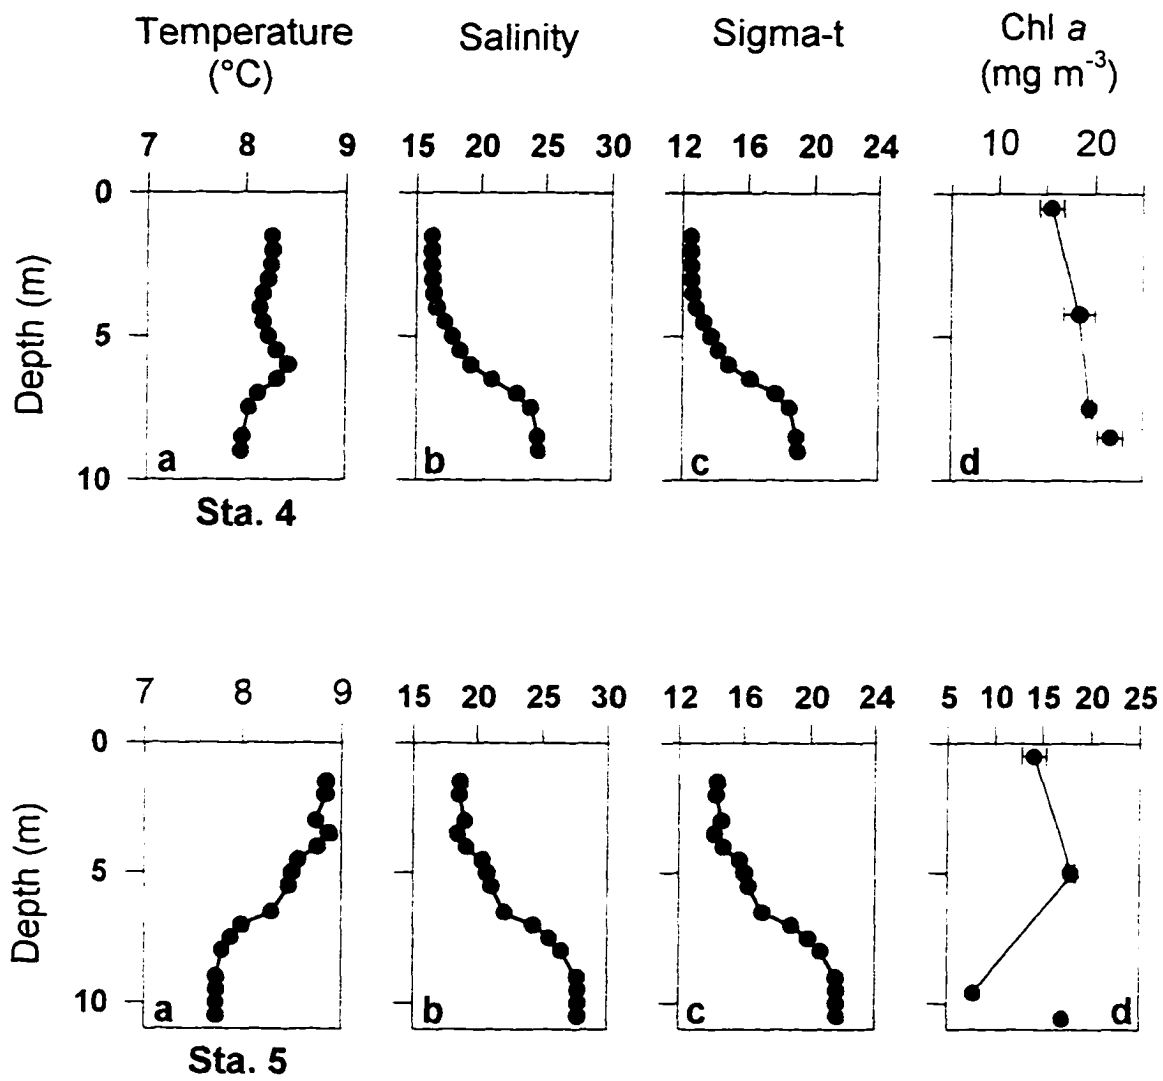 Temperature Salinity Sigma-t Chl a
(°C) (mg m-3)
7 8 9 15 20 25 30 12 16 20 24 10 20
0
5
10
Depth (m)
a b c d
Sta. 4
7 8 9 15 20 25 30 12 16 20 24 5 10 15 20 25
0
5
10
Depth (m)
a b c d
Sta. 5